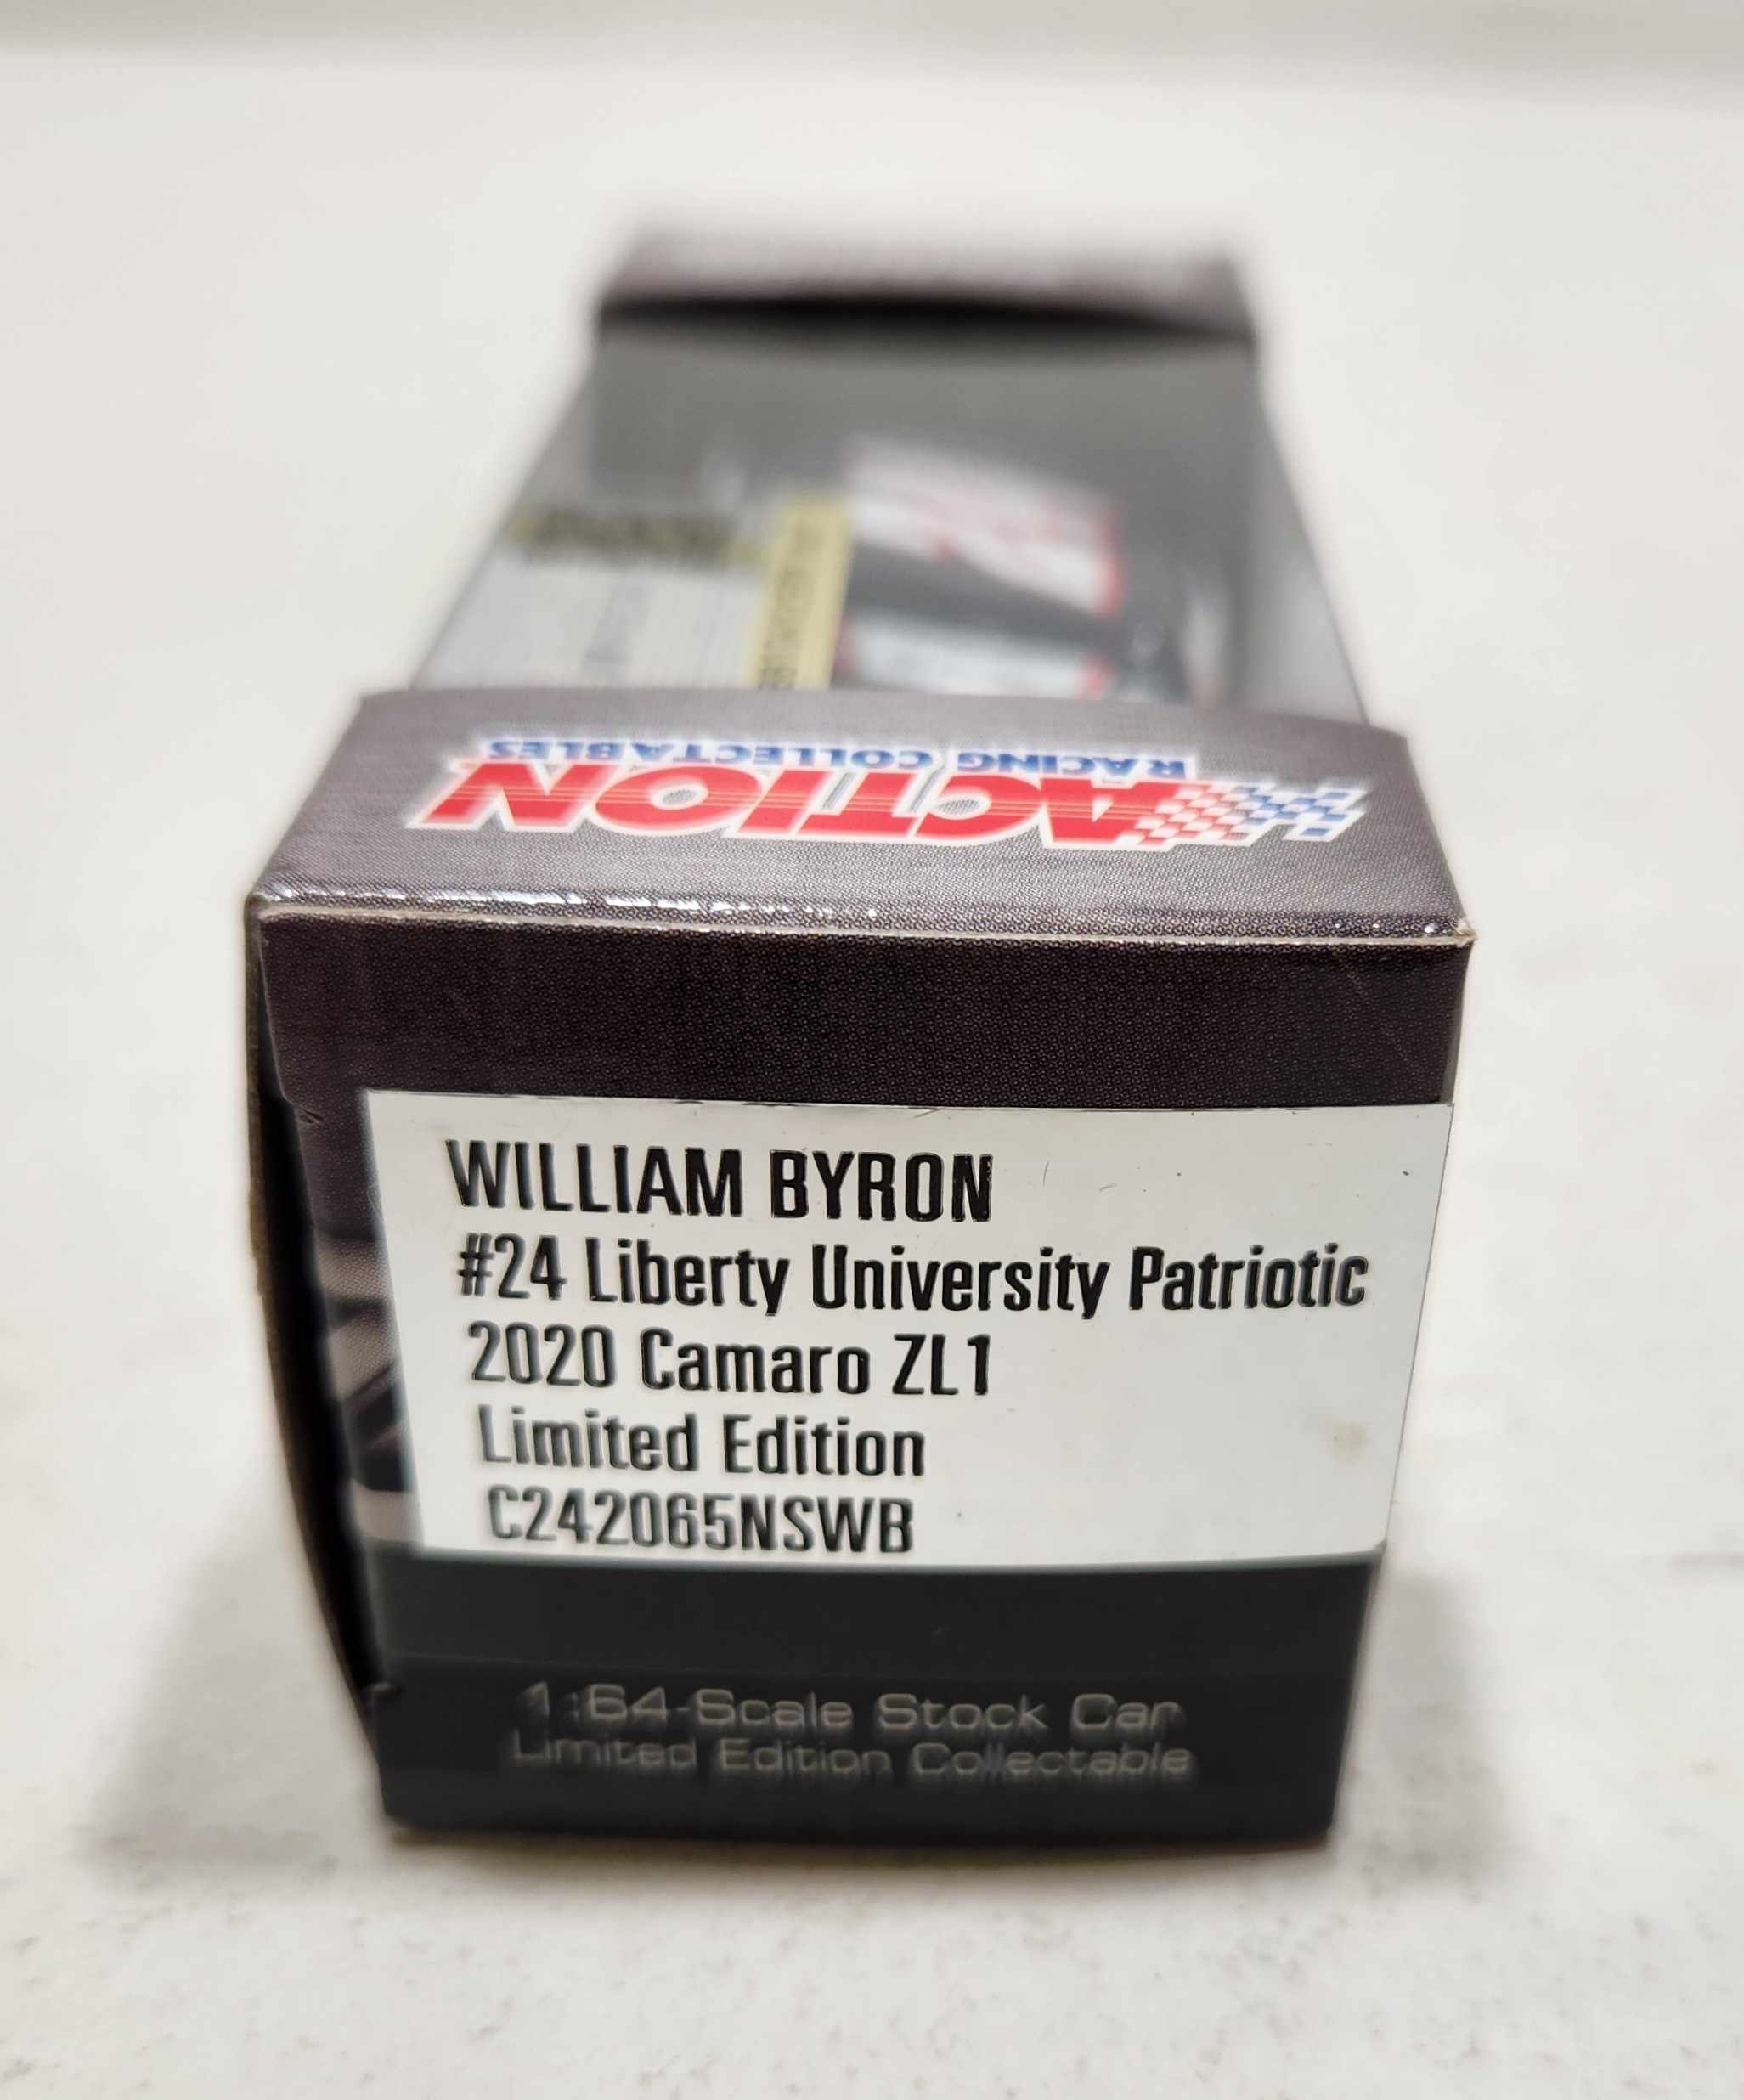 ACTION
RACING COLLECTABLES
WILLIAM BYRON
#24 Liberty University Patriotic
2020 Camaro ZL1
Limited Edition
C242065NSWB
1:64-Scale Stock Car
Limited Edition Collectable